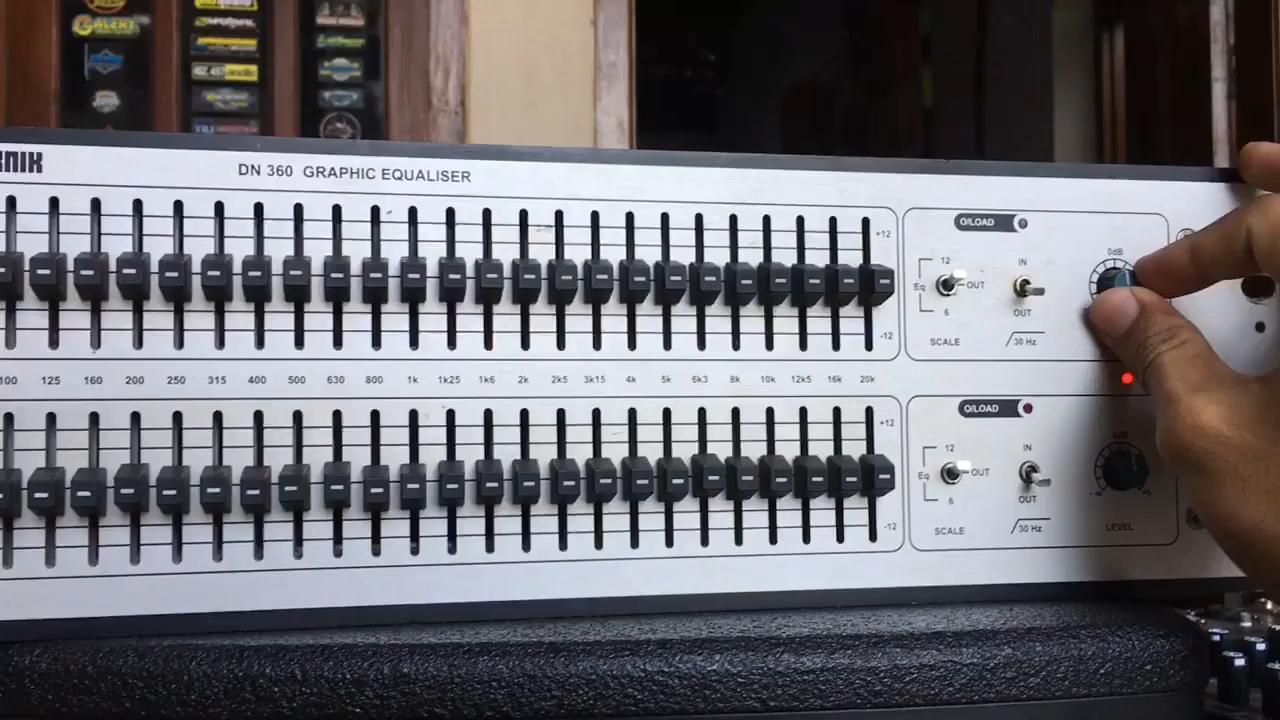 GALERI
NIK
DN 360 GRAPHIC EQUALISER
O/LOAD
+12
12
IN
0dB
Eq
OUT
6
OUT
-12
SCALE
30 Hz
100 125 160 200 250 315 400 500 630 800 1k 1k25 1k6 2k 2k5 3k15 4k 5k 6k3 8k 10k 12k5 16k 20k
O/LOAD
+12
12
IN
Eq
OUT
6
OUT
-12
SCALE
30 Hz
LEVEL